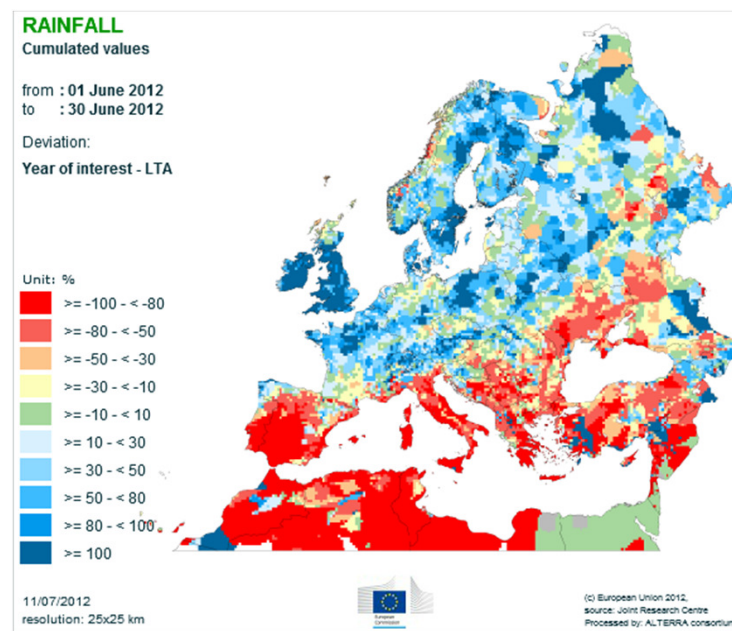 RAINFALL
Cumulated values
from : 01 June 2012
to : 30 June 2012
Deviation:
Year of interest - LTA
Unit: %
>= -100 - < -80
>= -80 - < -50
>= -50 - < -30
>= -30 - < -10
>= -10 - < 10
>= 10 - < 30
>= 30 - < 50
>= 50 - < 80
>= 80 - < 100
>= 100
11/07/2012
resolution: 25x25 km
European
Commission
(c) European Union 2012,
source: Joint Research Centre
Processed by: ALTERRA consortium